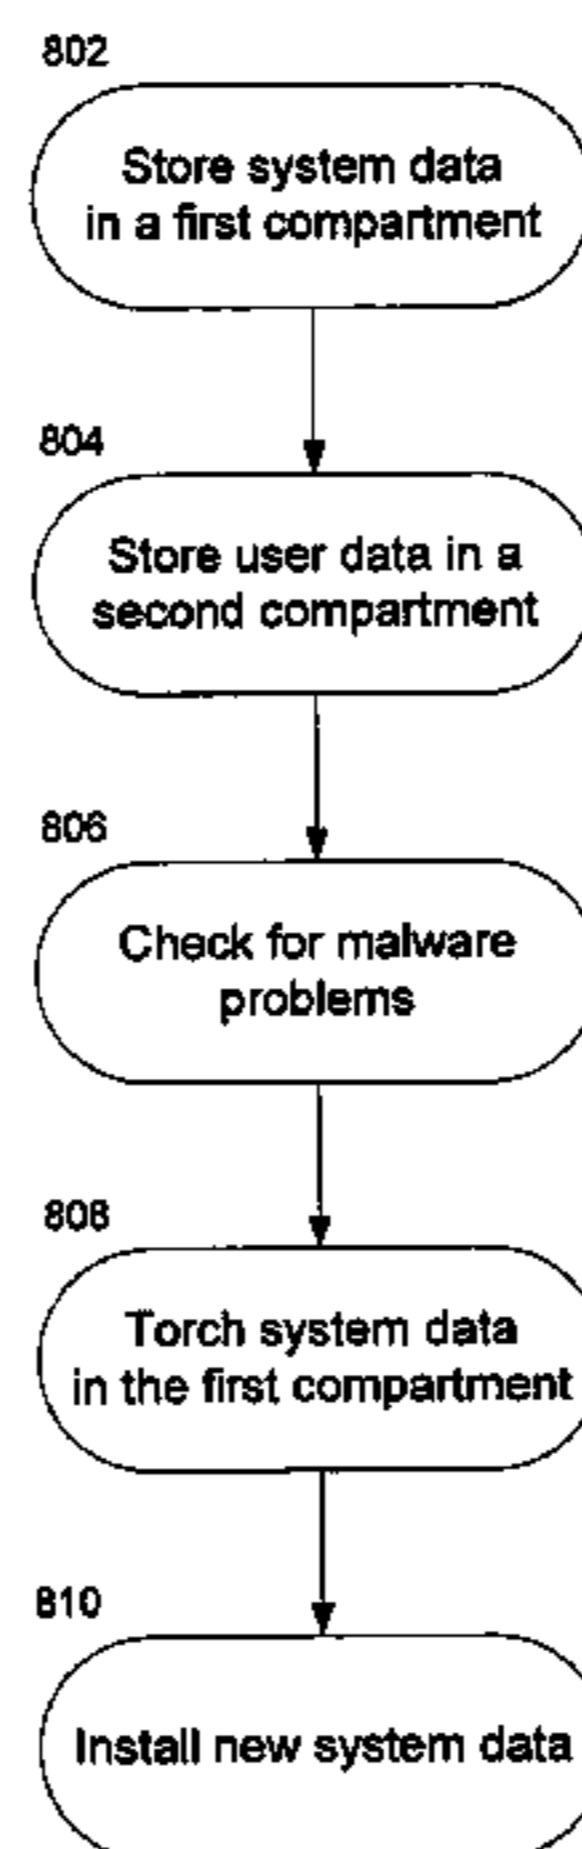 802
Store system data
in a first compartment
804
Store user data in a
second compartment
806
Check for malware
problems
808
Torch system data
in the first compartment
810
Install new system data